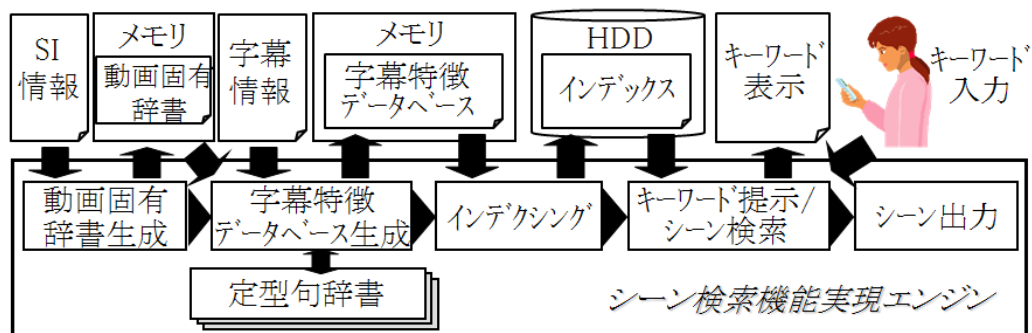 SI
情報
メモリ
動画固有
辞書
字幕
情報
メモリ
字幕特徴
データベース
HDD
インデックス
キーワード
表示
キーワード
入力
動画固有
辞書生成
字幕特徴
データベース生成
インデクシング
キーワード提示/
シーン検索
シーン出力
定型句辞書
シーン検索機能実現エンジン